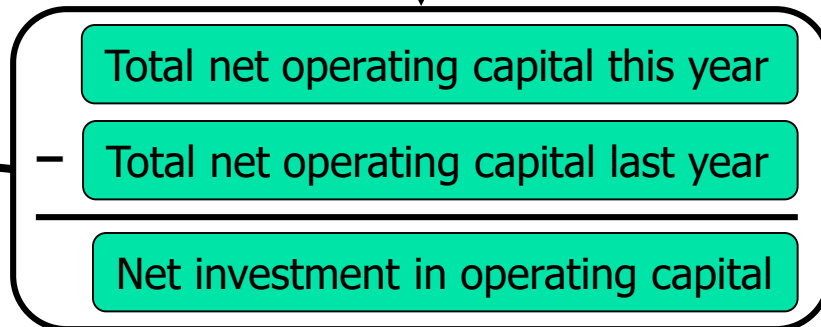 Total net operating capital this year
– Total net operating capital last year
Net investment in operating capital